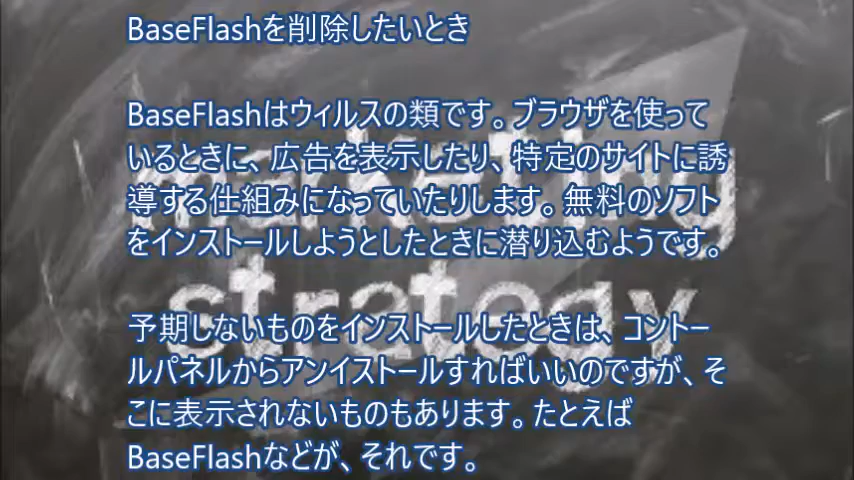 BaseFlashを削除したいとき
BaseFlashはウィルスの類です。ブラウザを使って
いるときに、広告を表示したり、特定のサイトに誘
導する仕組みになっていたりします。無料のソフト
をインストールしようとしたときに潜り込むようです。
予期しないものをインストールしたときは、コントー
ルパネルからアンイストールすればいいのですが、そ
こに表示されないものもあります。たとえば
BaseFlashなどが、それです。
marketing
strategy